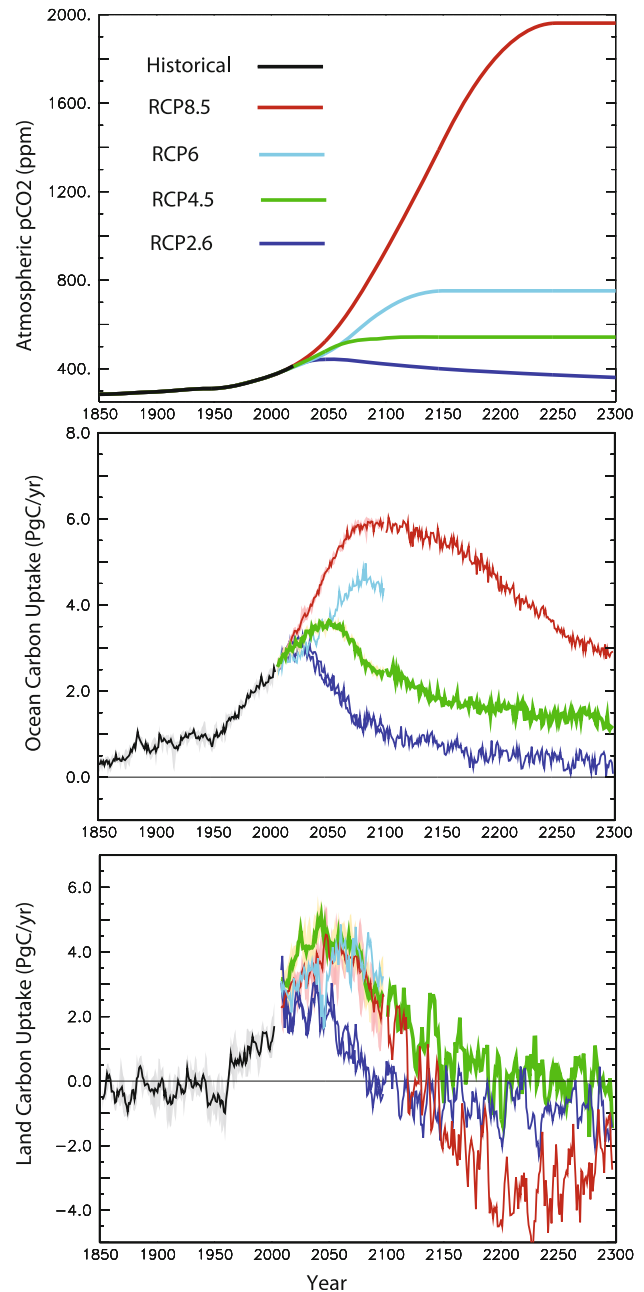 2000.
1600.
1200.
800.
400.
Atmospheric pCO2 (ppm)
Historical
RCP8.5
RCP6
RCP4.5
RCP2.6
1850 1900 1950 2000 2050 2100 2150 2200 2250 2300
8.0
6.0
4.0
2.0
0.0
Ocean Carbon Uptake (PgC/yr)
1850 1900 1950 2000 2050 2100 2150 2200 2250 2300
6.0
4.0
2.0
0.0
−2.0
−4.0
Land Carbon Uptake (PgC/yr)
1850 1900 1950 2000 2050 2100 2150 2200 2250 2300
Year